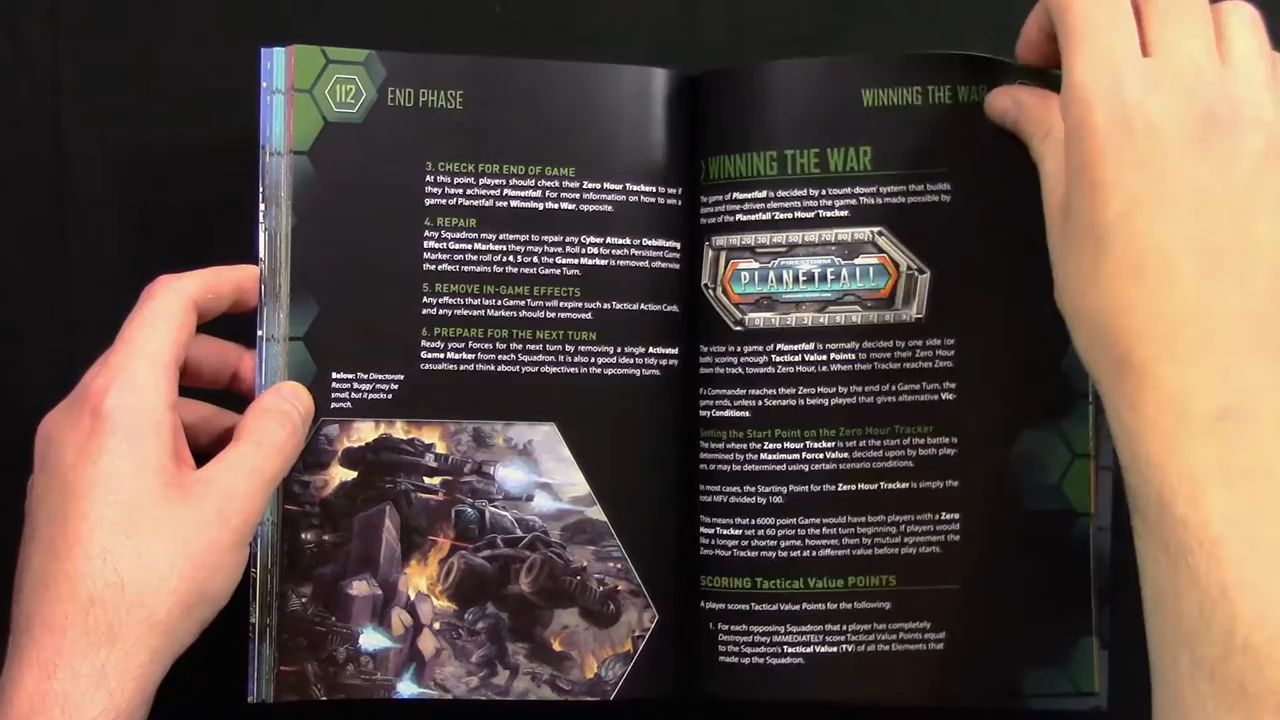 112
END PHASE
3. CHECK FOR END OF GAME
At this point, players should check their Zero Hour Trackers to see if
they have achieved Planetfall. For more information on how to win a
game of Planetfall see Winning the War, opposite.
4. REPAIR
Any Squadron may attempt to repair any Cyber Attack or Debilitating
Effect Game Markers they may have. Roll a D6 for each Persistent Game
Marker: on the roll of a 4, 5 or 6, the Game Marker is removed, otherwise
the effect remains for the next Game Turn.
5. REMOVE IN-GAME EFFECTS
Any effects that last a Game Turn will expire such as Tactical Action Cards,
and any relevant Markers should be removed.
6. PREPARE FOR THE NEXT TURN
Ready your Forces for the next turn by removing a single Activated
Game Marker from each Squadron. It is also a good idea to tidy up any
casualties and think about your objectives in the upcoming turns.
Below: The Directorate
Recon 'Buggy' may be
small, but it packs a
punch.
WINNING THE WAR
WINNING THE WAR
The game of Planetfall is decided by a 'count-down' system that builds
drama and time-driven elements into the game. This is made possible by
the use of the Planetfall 'Zero Hour' Tracker.
00 10 20 30 40 50 60 70 80 90
FIRESTORM
PLANETFALL
0 1 2 3 4 5 6 7 8 9
The victor in a game of Planetfall is normally decided by one side (or
both) scoring enough Tactical Value Points to move their Zero Hour
down the track, towards Zero Hour, i.e. When their Tracker reaches Zero.
If a Commander reaches their Zero Hour by the end of a Game Turn, the
game ends, unless a Scenario is being played that gives alternative Vic-
tory Conditions.
Setting the Start Point on the Zero Hour Tracker
The level where the Zero Hour Tracker is set at the start of the battle is
determined by the Maximum Force Value, decided upon by both play-
ers, or may be determined using certain scenario conditions.
In most cases, the Starting Point for the Zero Hour Tracker is simply the
total MFV divided by 100.
This means that a 6000 point Game would have both players with a Zero
Hour Tracker set at 60 prior to the first turn beginning. If players would
like a longer or shorter game, however, then by mutual agreement the
Zero-Hour Tracker may be set at a different value before play starts.
SCORING Tactical Value POINTS
A player scores Tactical Value Points for the following:
1. For each opposing Squadron that a player has completely
Destroyed they IMMEDIATELY score Tactical Value Points equal
to the Squadron's Tactical Value (TV) of all the Elements that
made up the Squadron.